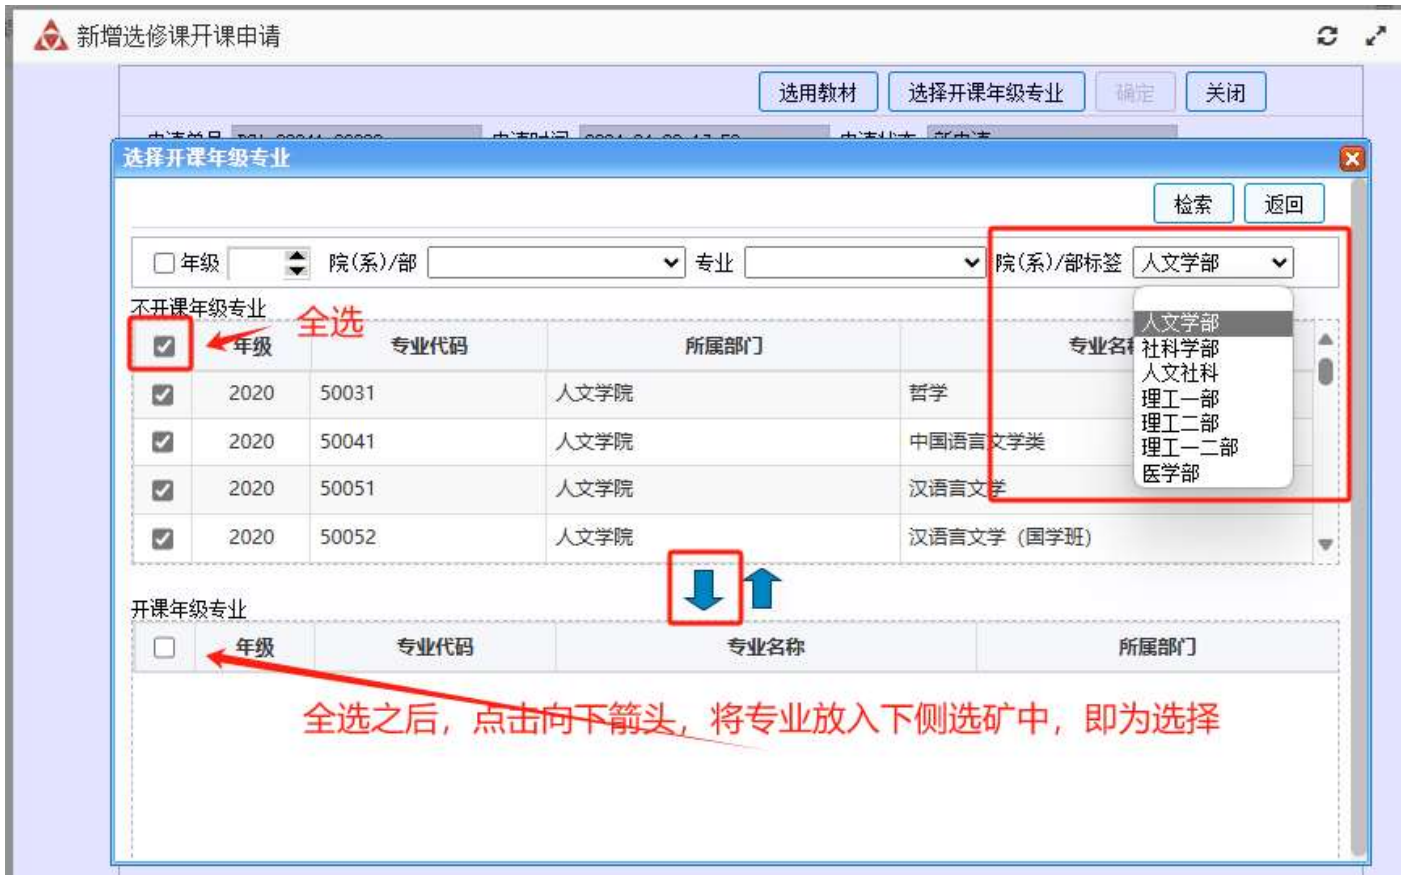 新增选修课开课申请
选用教材 选择开课年级专业 确定 关闭
选择开课年级专业
检索 返回
年级 院(系)/部 专业 院(系)/部标签 人文学部
人文学部
社科学部
人文社科
理工一部
理工二部
理工一二部
医学部
不开课年级专业
全选
年级 专业代码 所属部门
2020 50031 人文学院 哲学
2020 50041 人文学院 中国语言文学类
2020 50051 人文学院 汉语言文学
2020 50052 人文学院 汉语言文学（国学班）
开课年级专业
年级 专业代码 专业名称 所属部门
全选之后，点击向下箭头，将专业放入下侧选矿中，即为选择